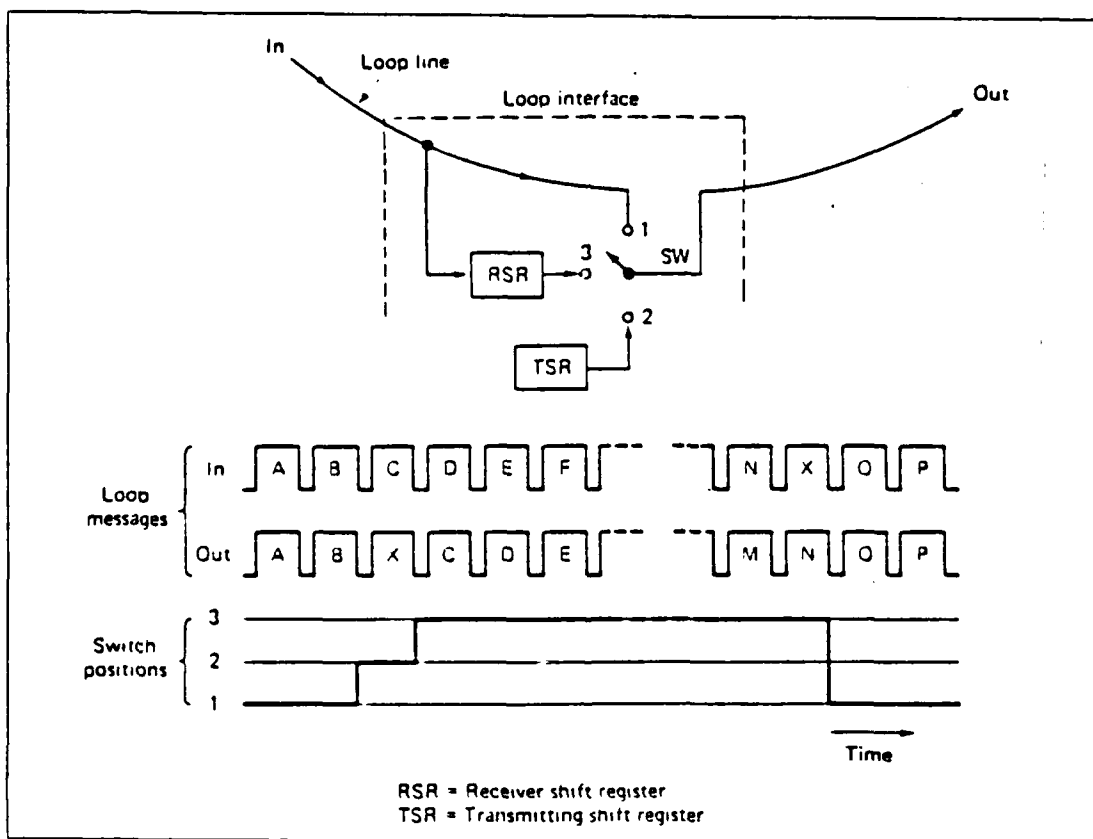 In
Loop line
Loop interface
Out
1
3
SW
RSR
2
TSR
Loop messages
In A B C D E F N X O P
Out A B X C D E M N O P
Switch positions
3
2
1
Time
RSR = Receiver shift register
TSR = Transmitting shift register